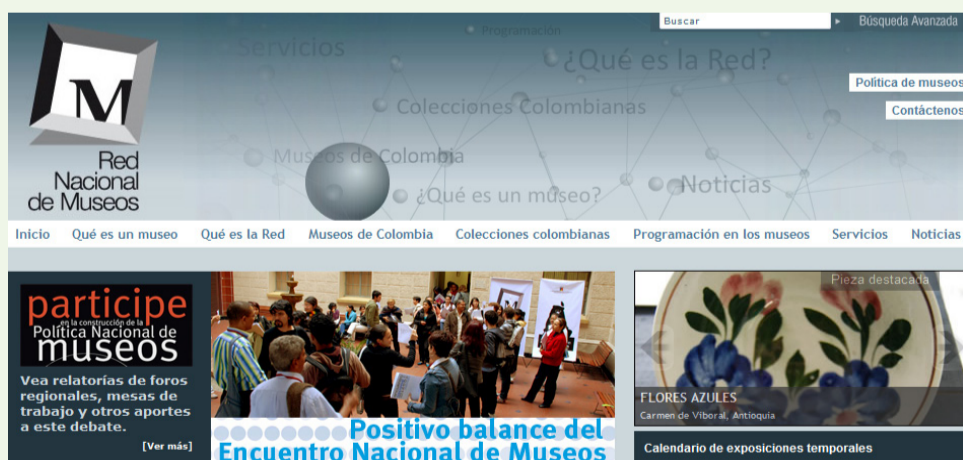 Buscar
Búsqueda Avanzada
Programación
Servicios
¿Qué es la Red?
Política de museos
Colecciones Colombianas
Contáctenos
M
Museos de Colombia
Red
Nacional
de Museos
¿Qué es un museo?
Noticias
Inicio Qué es un museo Qué es la Red Museos de Colombia Colecciones colombianas Programación en los museos Servicios Noticias
participe
en la construcción de la
Política Nacional de
museos
Vea relatorías de foros
regionales, mesas de
trabajo y otros aportes
a este debate.
[Ver más]
Positivo balance del
Encuentro Nacional de Museos
Pieza destacada
FLORES AZULES
Carmen de Viboral, Antioquia
Calendario de exposiciones temporales